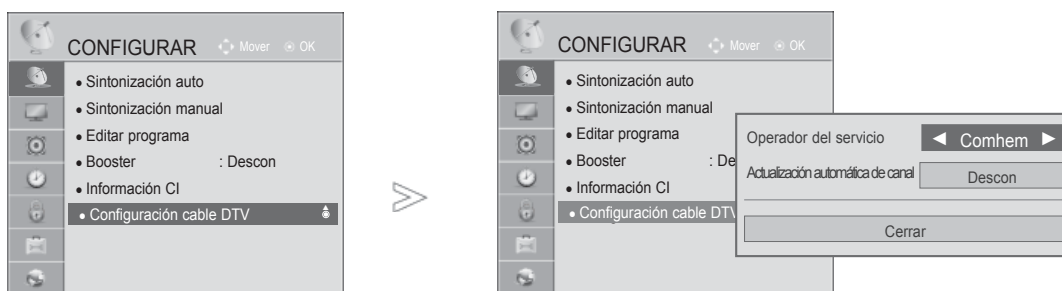 CONFIGURAR Mover OK
• Sintonización auto
• Sintonización manual
• Editar programa
• Booster : Descon
• Información CI
• Configuración cable DTV
CONFIGURAR Mover OK
• Sintonización auto
• Sintonización manual
• Editar programa
• Booster : De
• Información CI
• Configuración cable DTV
Operador del servicio ◄ Comhem ►
Actualización automática de canal Descon
Cerrar